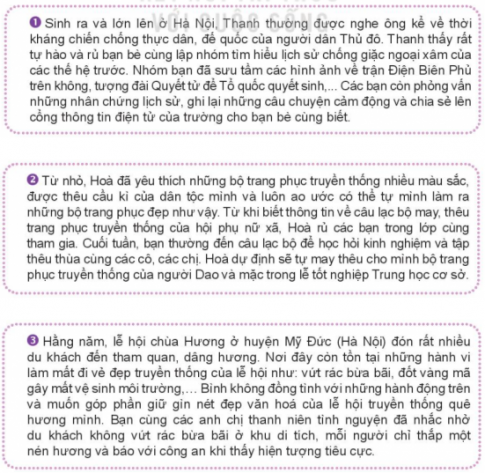 VỚI CUỘC SỐNG
1 Sinh ra và lớn lên ở Hà Nội, Thanh thường được nghe ông kể về thời
kháng chiến chống thực dân, đế quốc của người dân Thủ đô. Thanh thấy rất
tự hào và rủ bạn bè cùng lập nhóm tìm hiểu lịch sử chống giặc ngoại xâm của
các thế hệ trước. Nhóm bạn đã sưu tầm các hình ảnh về trận Điện Biên Phủ
trên không, tượng đài Quyết tử để Tổ quốc quyết sinh,... Các bạn còn phỏng vấn
những nhân chứng lịch sử, ghi lại những câu chuyện cảm động và chia sẻ lên
cổng thông tin điện tử của trường cho bạn bè cùng biết.
2 Từ nhỏ, Hoà đã yêu thích những bộ trang phục truyền thống nhiều màu sắc,
được thêu cầu kì của dân tộc mình và luôn ao ước có thể tự mình làm ra
những bộ trang phục đẹp như vậy. Từ khi biết thông tin về câu lạc bộ may, thêu
trang phục truyền thống của hội phụ nữ xã, Hoà rủ các bạn trong lớp cùng
tham gia. Cuối tuần, bạn thường đến câu lạc bộ để học hỏi kinh nghiệm và tập
thêu thùa cùng các cô, các chị. Hoà dự định sẽ tự may thêu cho mình bộ trang
phục truyền thống của người Dao và mặc trong lễ tốt nghiệp Trung học cơ sở.
3 Hằng năm, lễ hội chùa Hương ở huyện Mỹ Đức (Hà Nội) đón rất nhiều
du khách đến tham quan, dâng hương. Nơi đây còn tồn tại những hành vi
làm mất đi vẻ đẹp truyền thống của lễ hội như: vứt rác bừa bãi, đốt vàng mã
gây mất vệ sinh môi trường,... Bình không đồng tình với những hành động trên
và muốn góp phần giữ gìn nét đẹp văn hoá của lễ hội truyền thống quê
hương mình. Bạn cùng các anh chị thanh niên tình nguyện đã nhắc nhở
du khách không vứt rác bừa bãi ở khu di tích, mỗi người chỉ thắp một
nén hương và báo với công an khi thấy hiện tượng tiêu cực.